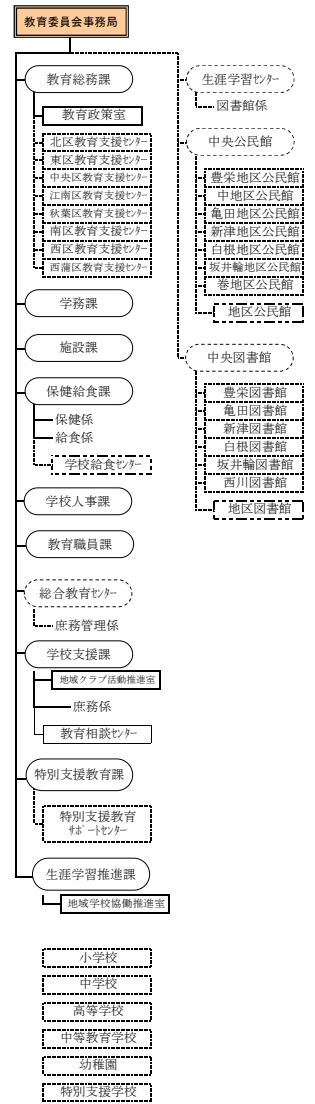 教育委員会事務局
教育総務課
教育政策室
北区教育支援ｾﾝﾀｰ
東区教育支援ｾﾝﾀｰ
中央区教育支援ｾﾝﾀｰ
江南区教育支援ｾﾝﾀｰ
秋葉区教育支援ｾﾝﾀｰ
南区教育支援ｾﾝﾀｰ
西区教育支援ｾﾝﾀｰ
西蒲区教育支援ｾﾝﾀｰ
学務課
施設課
保健給食課
保健係
給食係
学校給食ｾﾝﾀｰ
学校人事課
教育職員課
総合教育ｾﾝﾀｰ
庶務管理係
学校支援課
地域クラブ活動推進室
庶務係
教育相談ｾﾝﾀｰ
特別支援教育課
特別支援教育
ｻﾎﾟｰﾄｾﾝﾀｰ
生涯学習推進課
地域学校協働推進室
小学校
中学校
高等学校
中等教育学校
幼稚園
特別支援学校
生涯学習ｾﾝﾀｰ
図書館係
中央公民館
豊栄地区公民館
中地区公民館
亀田地区公民館
新津地区公民館
白根地区公民館
坂井輪地区公民館
巻地区公民館
地区公民館
中央図書館
豊栄図書館
亀田図書館
新津図書館
白根図書館
坂井輪図書館
西川図書館
地区図書館